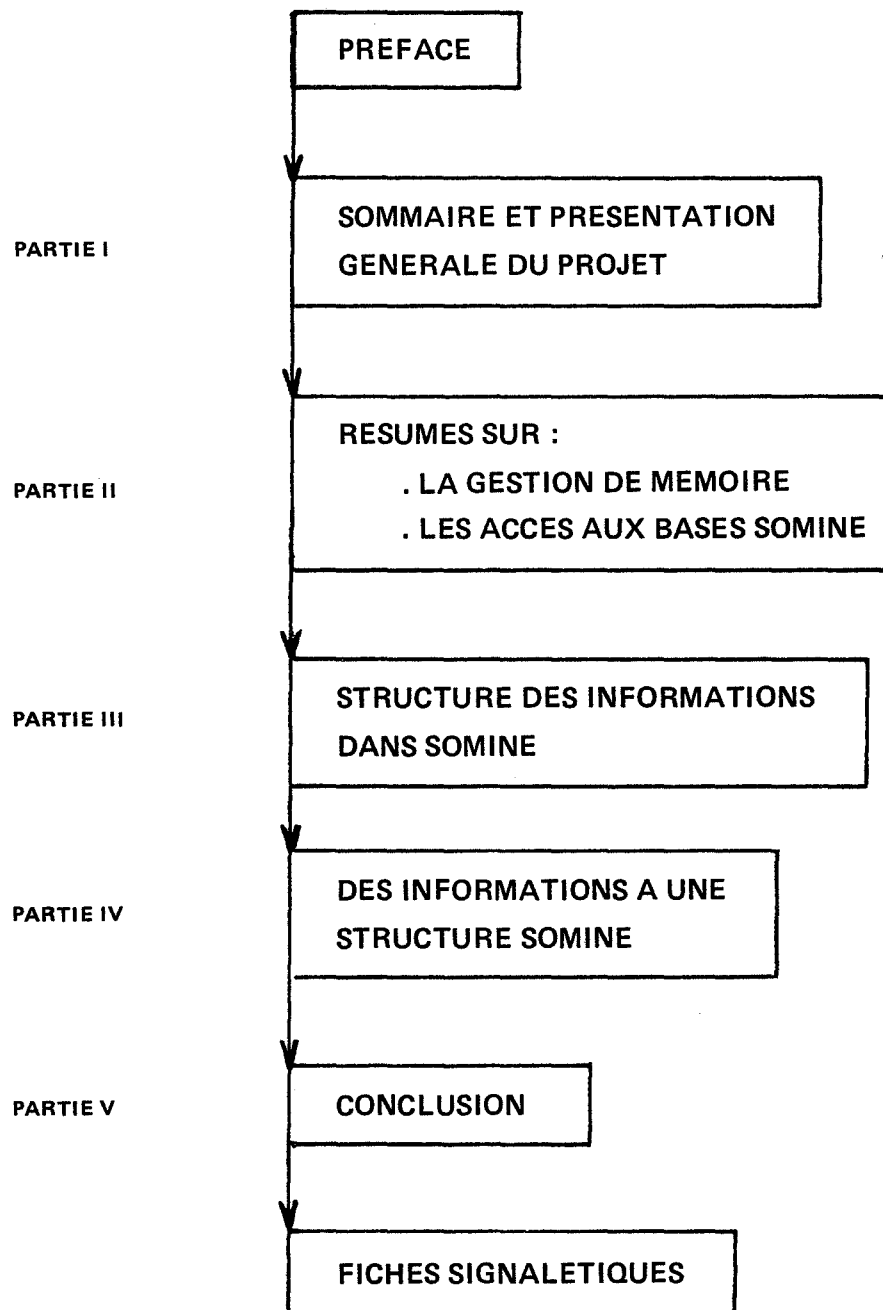 PREFACE
PARTIE I
SOMMAIRE ET PRESENTATION
GENERALE DU PROJET
PARTIE II
RESUMES SUR :
. LA GESTION DE MEMOIRE
. LES ACCES AUX BASES SOMINE
PARTIE III
STRUCTURE DES INFORMATIONS
DANS SOMINE
PARTIE IV
DES INFORMATIONS A UNE
STRUCTURE SOMINE
PARTIE V
CONCLUSION
FICHES SIGNALETIQUES